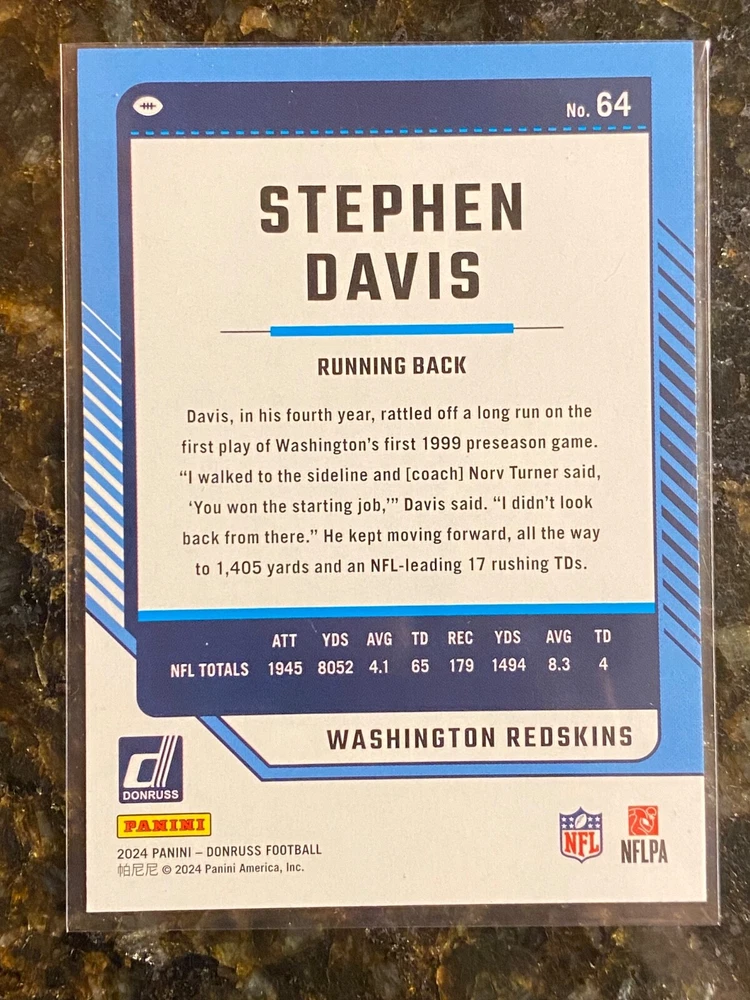 No. 64
STEPHEN
DAVIS
RUNNING BACK
Davis, in his fourth year, rattled off a long run on the
first play of Washington's first 1999 preseason game.
“I walked to the sideline and [coach] Norv Turner said,
‘You won the starting job,’” Davis said. “I didn't look
back from there.” He kept moving forward, all the way
to 1,405 yards and an NFL-leading 17 rushing TDs.
ATT YDS AVG TD REC YDS AVG TD
NFL TOTALS 1945 8052 4.1 65 179 1494 8.3 4
WASHINGTON REDSKINS
DONRUSS
PANINI
2024 PANINI – DONRUSS FOOTBALL
帕尼尼 © 2024 Panini America, Inc.
NFL
NFLPA